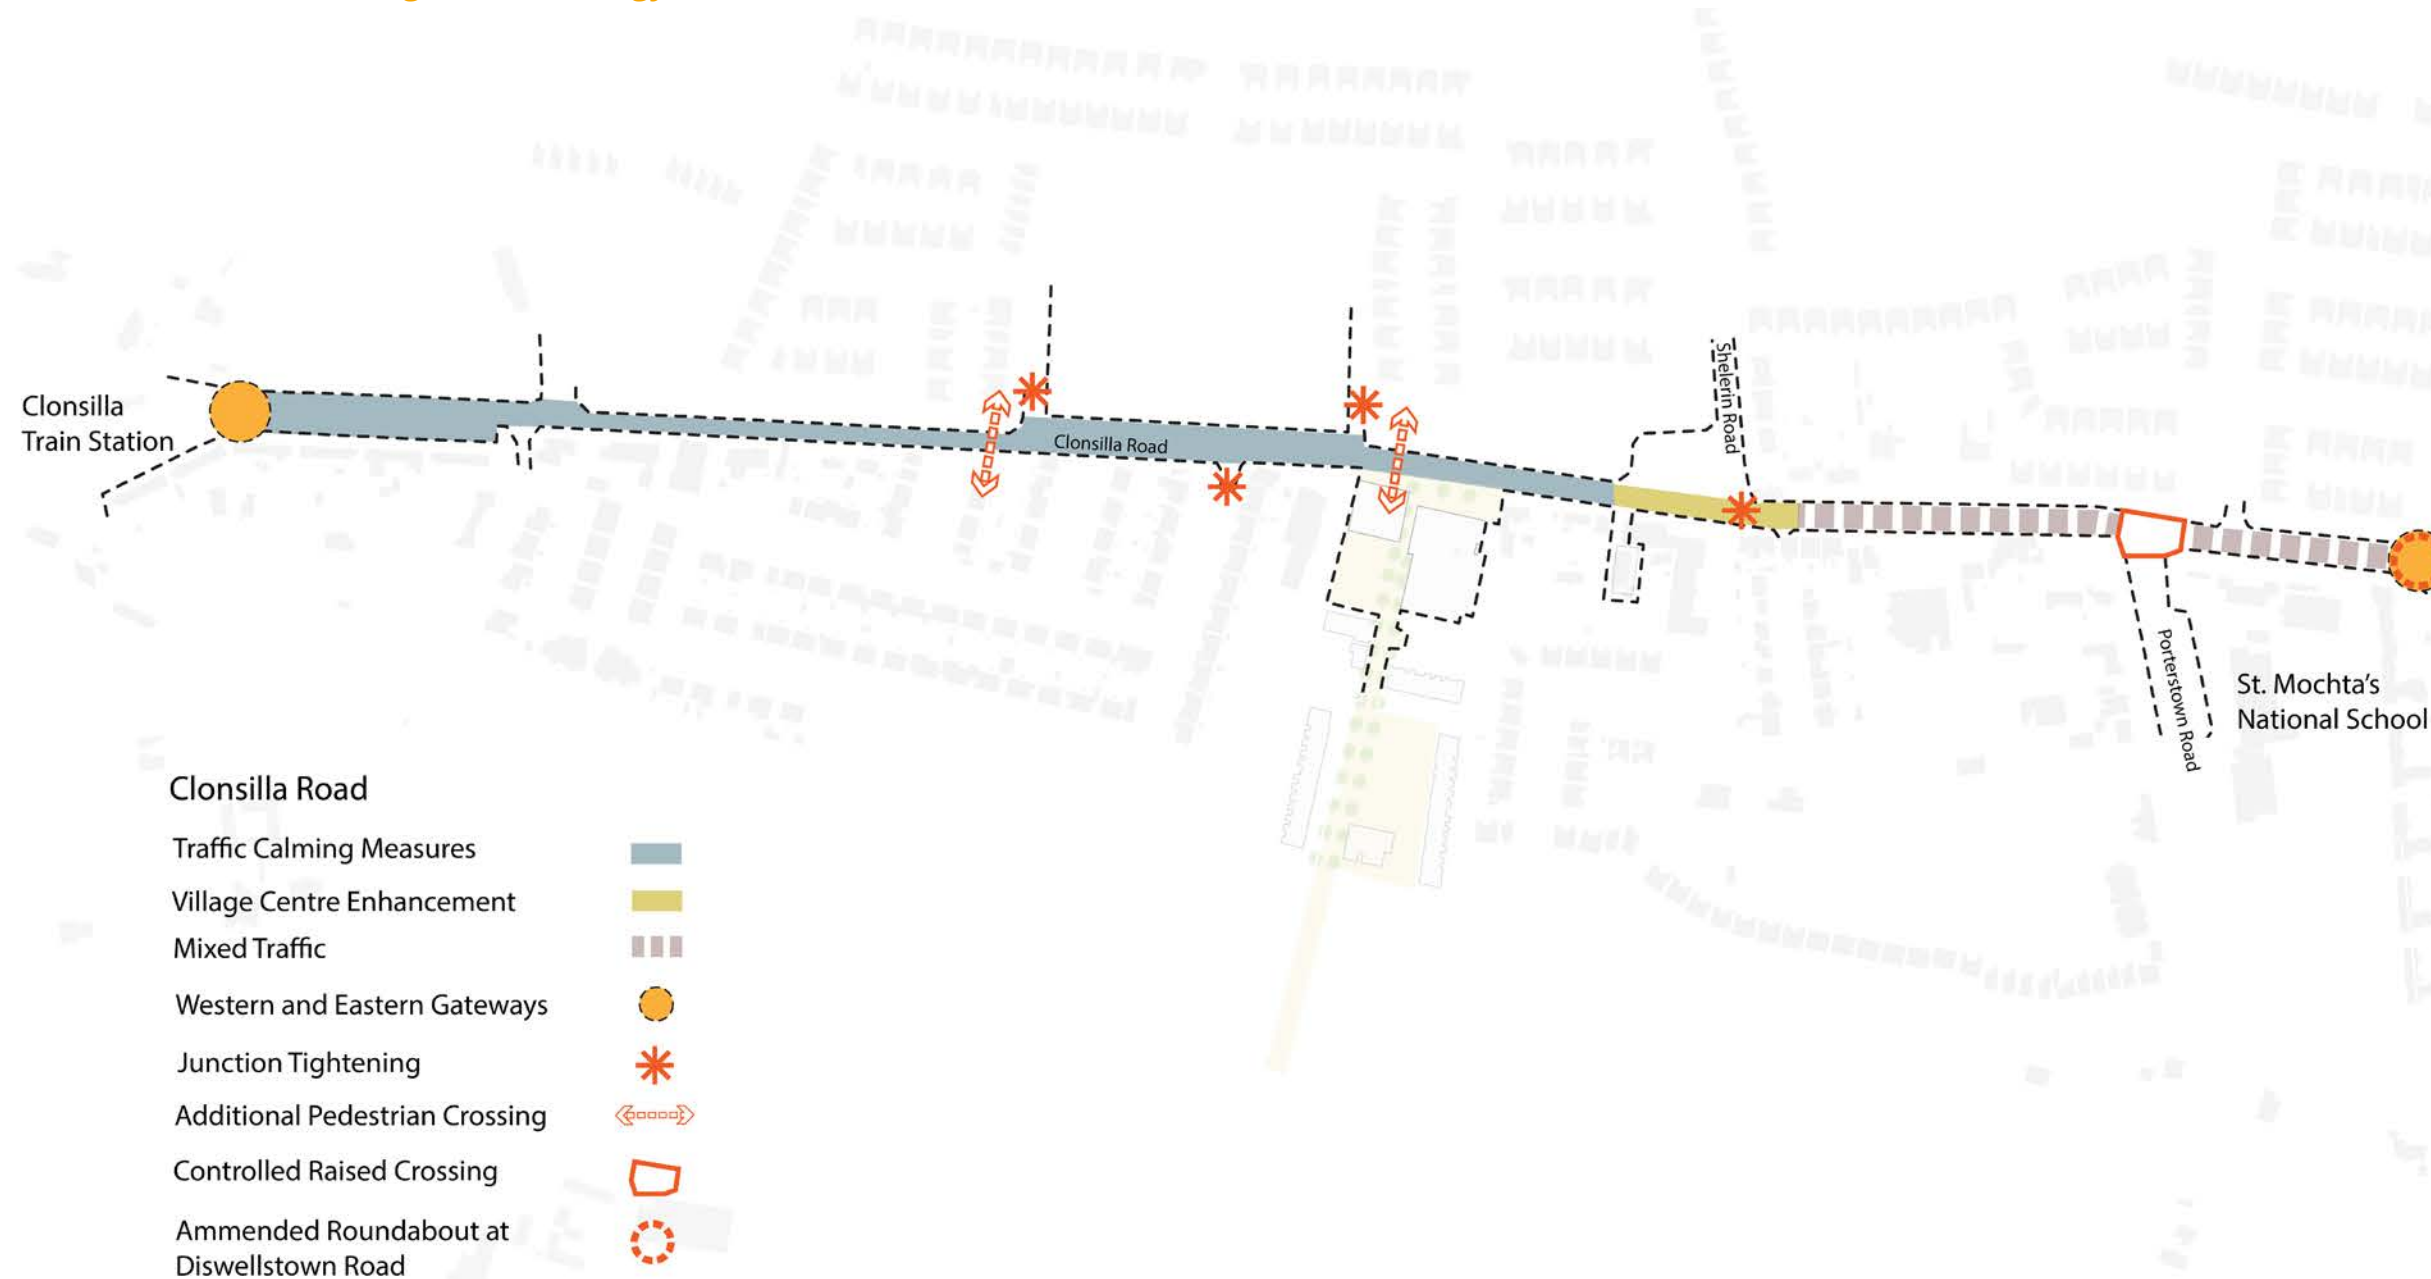 Clonsilla
Train Station
Clonsilla Road
Shelerin Road
Porterstown Road
St. Mochta's
National School
Clonsilla Road
Traffic Calming Measures
Village Centre Enhancement
Mixed Traffic
Western and Eastern Gateways
Junction Tightening
Additional Pedestrian Crossing
Controlled Raised Crossing
Ammended Roundabout at
Diswellstown Road